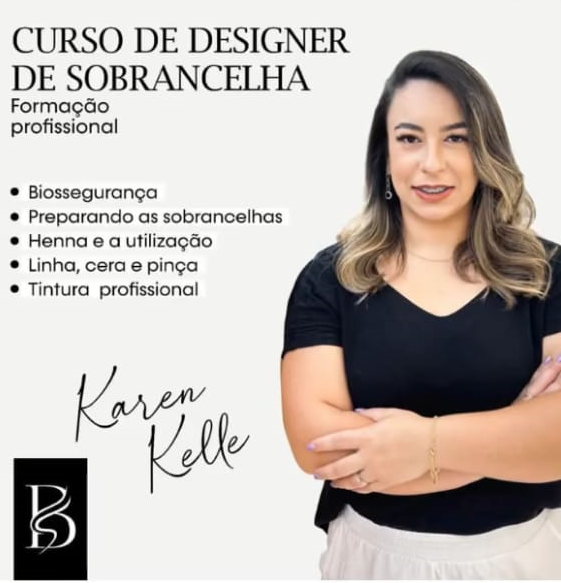 CURSO DE DESIGNER
DE SOBRANCELHA
Formação
profissional
Biossegurança
Preparando as sobrancelhas
Henna e a utilização
Linha, cera e pinça
Tintura profissional
Karen
Kelle